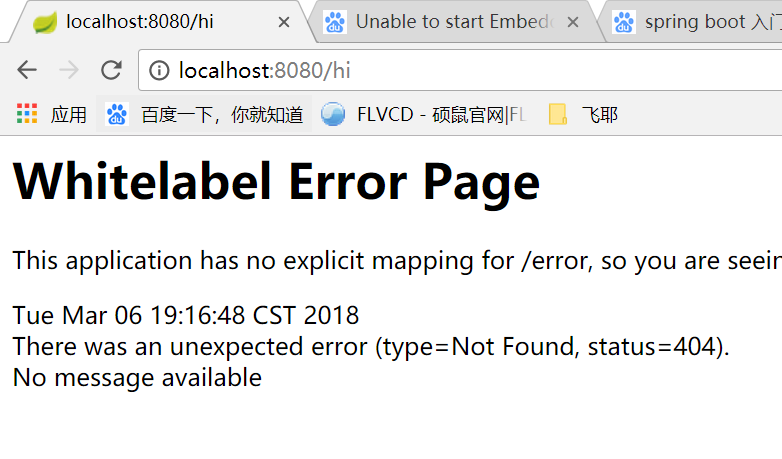 localhost:8080/hi
Unable to start Embedd
spring boot 入门
localhost:8080/hi
应用
百度一下，你就知道
FLVCD - 硕鼠官网|FL
飞耶
Whitelabel Error Page
This application has no explicit mapping for /error, so you are seein
Tue Mar 06 19:16:48 CST 2018
There was an unexpected error (type=Not Found, status=404).
No message available